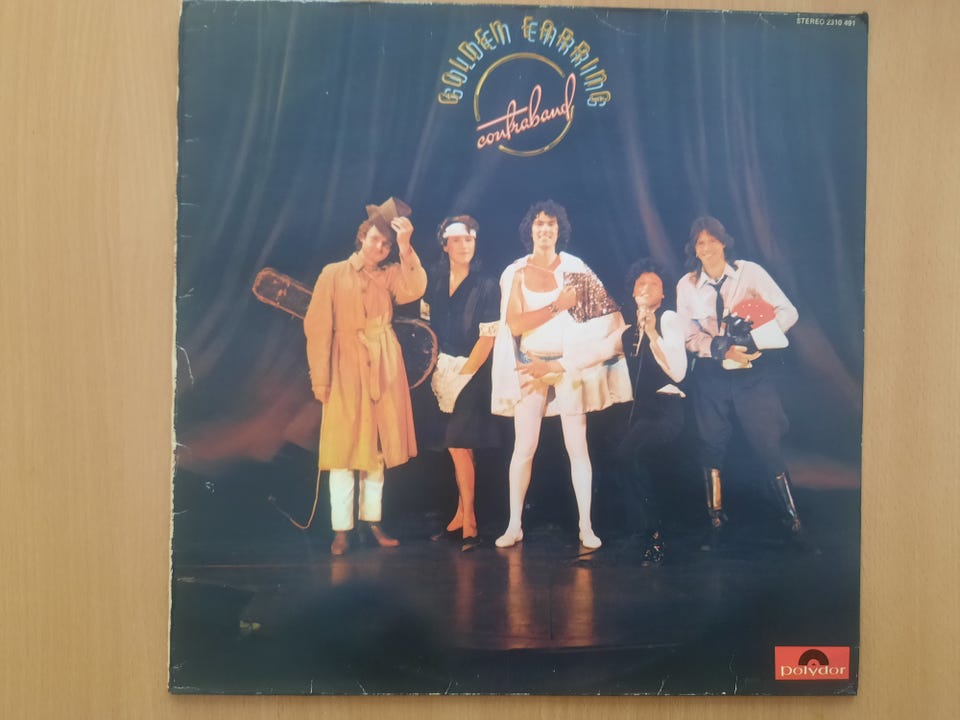 STEREO 2310 491
GOLDEN EARRING
contraband
polydor